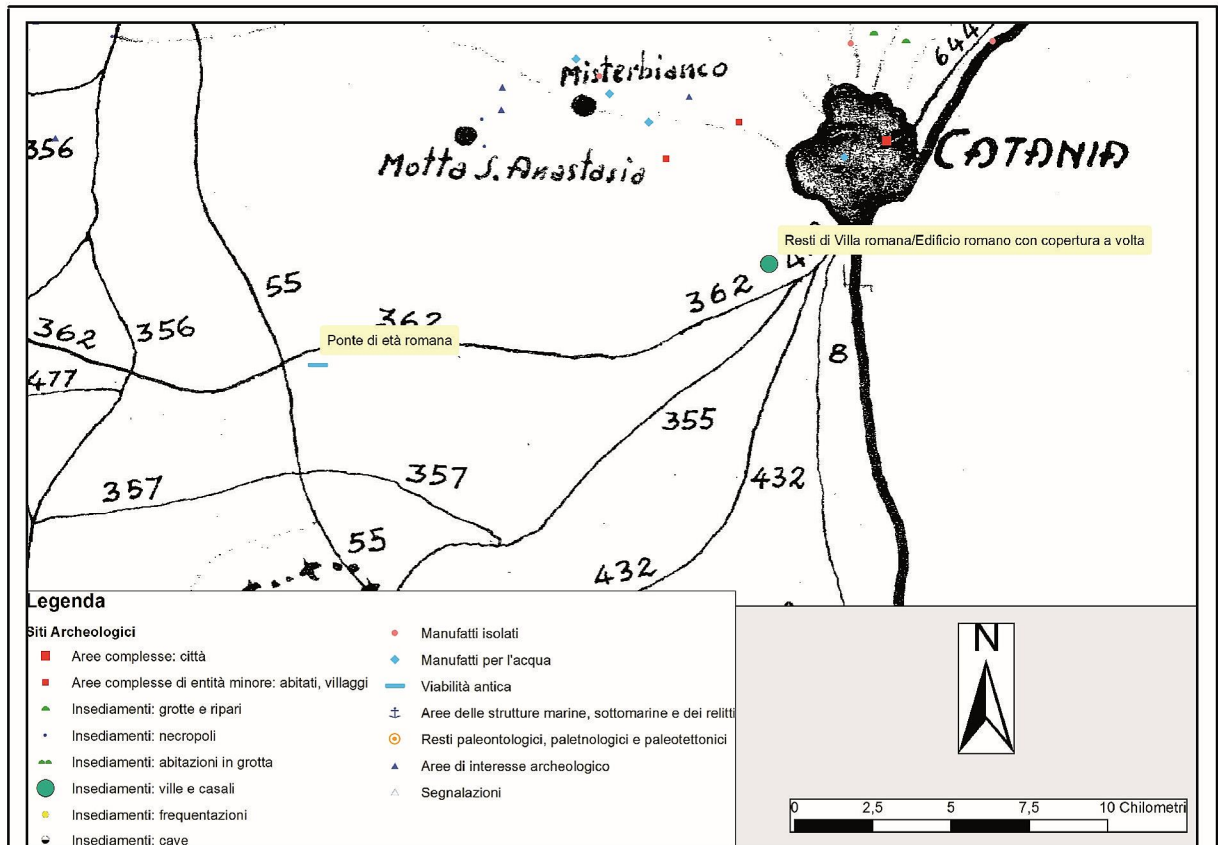 644
Misterbianco
CATANIA
356
Motta S. Anastasia
Resti di Villa romana/Edificio romano con copertura a volta
4
55
362
362
362
356
Ponte di età romana
8
477
355
357
357
432
55
432
Legenda
Siti Archeologici
Aree complesse: città
Aree complesse di entità minore: abitati, villaggi
Insediamenti: grotte e ripari
Insediamenti: necropoli
Insediamenti: abitazioni in grotta
Insediamenti: ville e casali
Insediamenti: frequentazioni
Insediamenti: cave
Manufatti isolati
Manufatti per l'acqua
Viabilità antica
Aree delle strutture marine, sottomarine e dei relitti
Resti paleontologici, paletnologici e paleotettonici
Aree di interesse archeologico
Segnalazioni
N
0 2,5 5 7,5 10 Chilometri